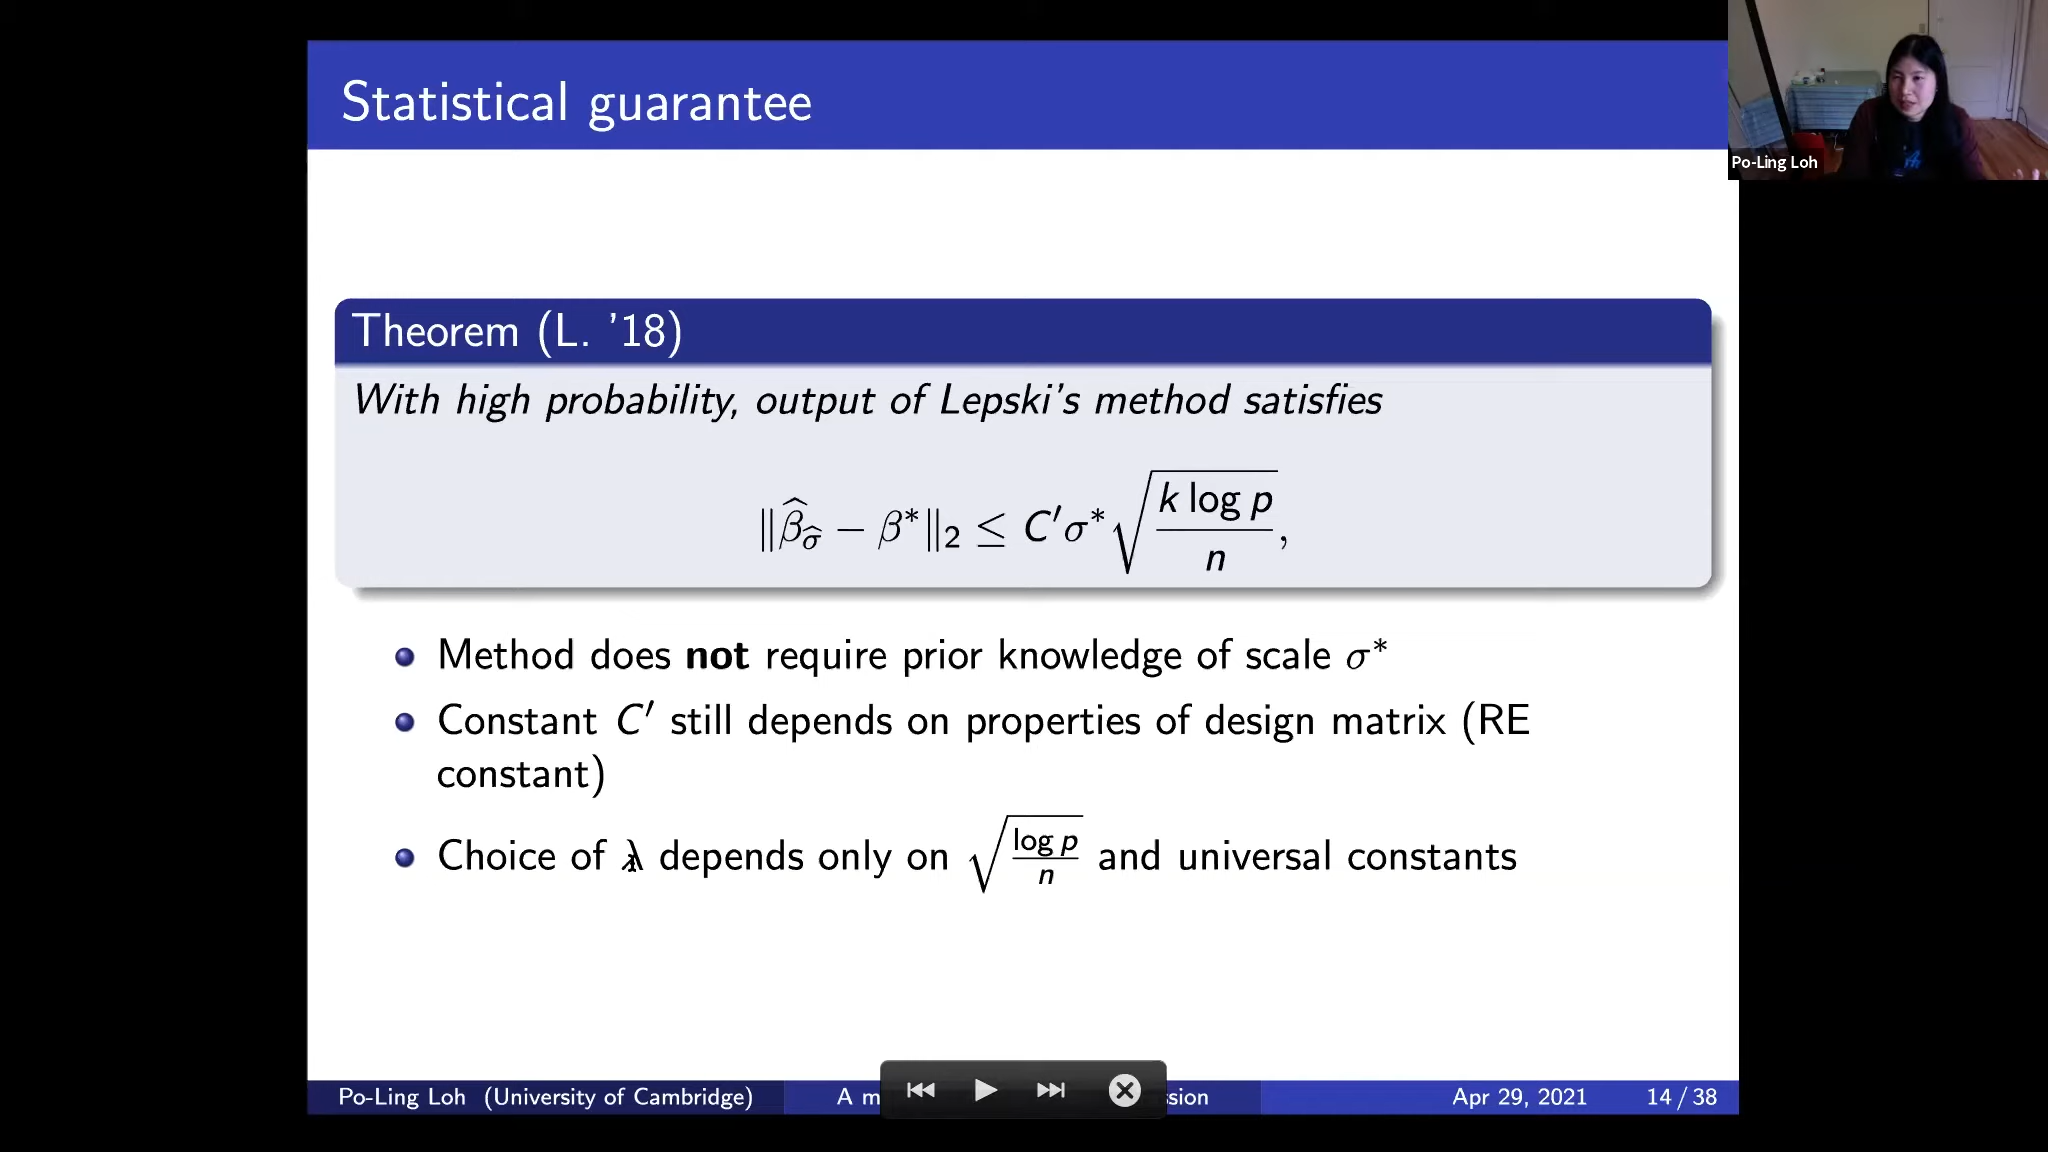 Statistical guarantee
Po-Ling Loh
Theorem (L. '18)
With high probability, output of Lepski's method satisfies
‖β̂_σ̂ − β*‖₂ ≤ C′σ*√(k log p / n),
• Method does not require prior knowledge of scale σ*
• Constant C′ still depends on properties of design matrix (RE
constant)
• Choice of λ depends only on √(log p / n) and universal constants
Po-Ling Loh (University of Cambridge)
A m
sion
Apr 29, 2021
14 / 38